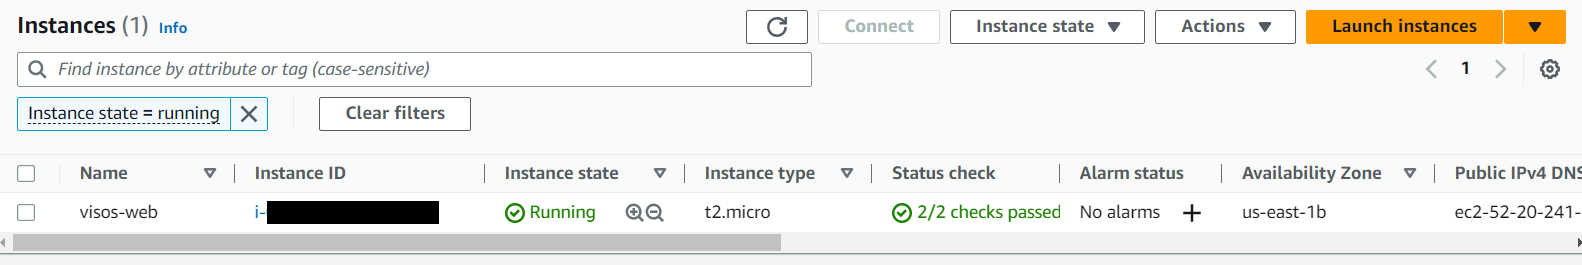 Instances (1) Info
Connect Instance state Actions Launch instances
Find instance by attribute or tag (case-sensitive)
1
Instance state = running
Clear filters
Name Instance ID Instance state Instance type Status check Alarm status Availability Zone Public IPv4 DNS
visos-web i- Running t2.micro 2/2 checks passed No alarms us-east-1b ec2-52-20-241-